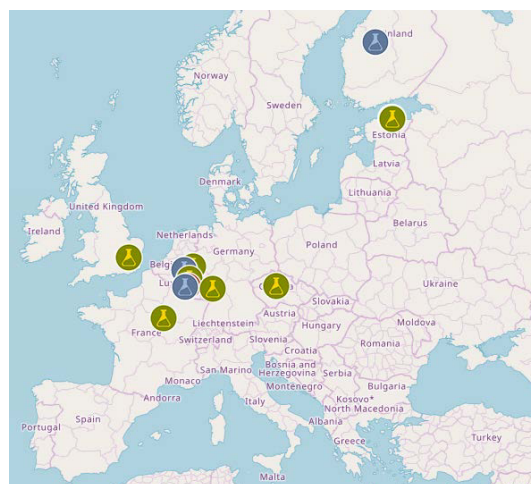 inland
Norway
Sweden
Estonia
Latvia
Denmark
Lithuania
United Kingdom
Ireland
Belarus
Netherlands
Poland
Germany
Belgi
Lu
Ukraine
Slovakia
Austria
Moldova
France
Liechtenstein
Hungary
Switzerland
Slovenia
Romania
Croatia
San Marino
Bosnia and
Herzegovina
Serbia
Monaco
Montenegro
Bulgaria
Andorra
Kosovo*
Italy
North Macedonia
Portugal
Spain
Albania
Greece
Turkey
Malta